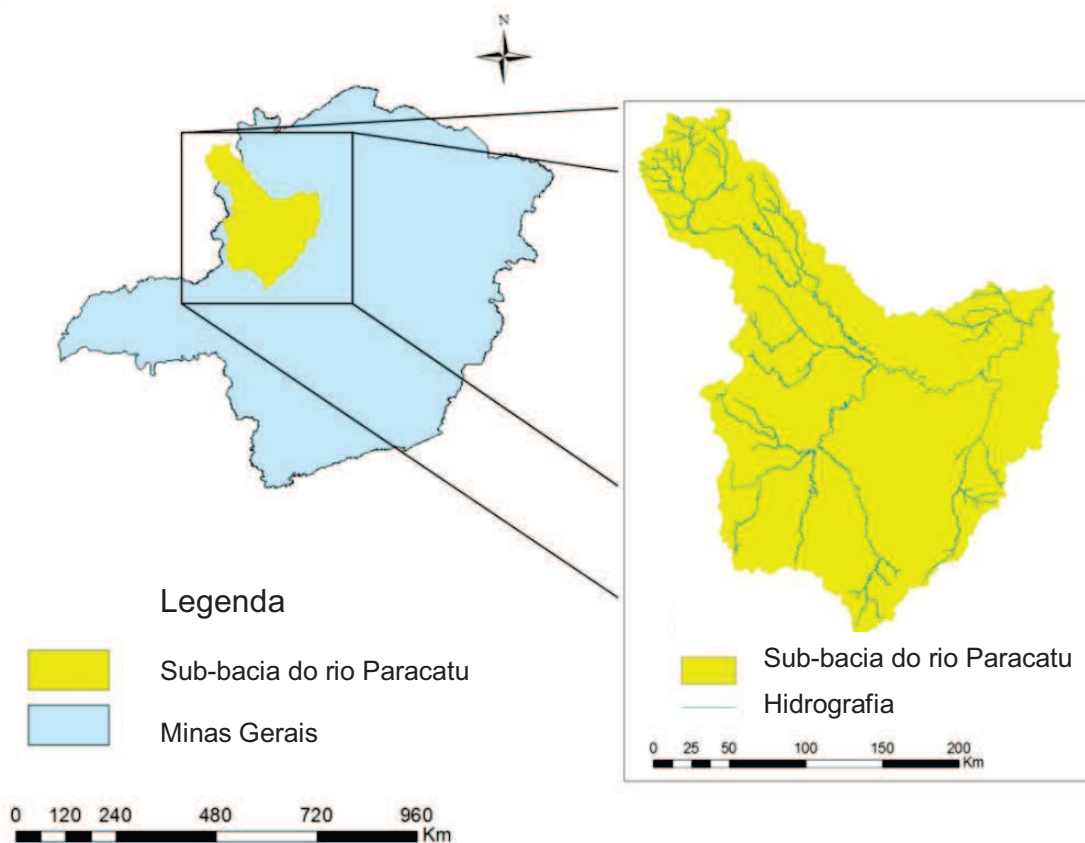 N
Legenda
Sub-bacia do rio Paracatu
Minas Gerais
0 120 240 480 720 960
Km
Sub-bacia do rio Paracatu
Hidrografia
0 25 50 100 150 200
Km